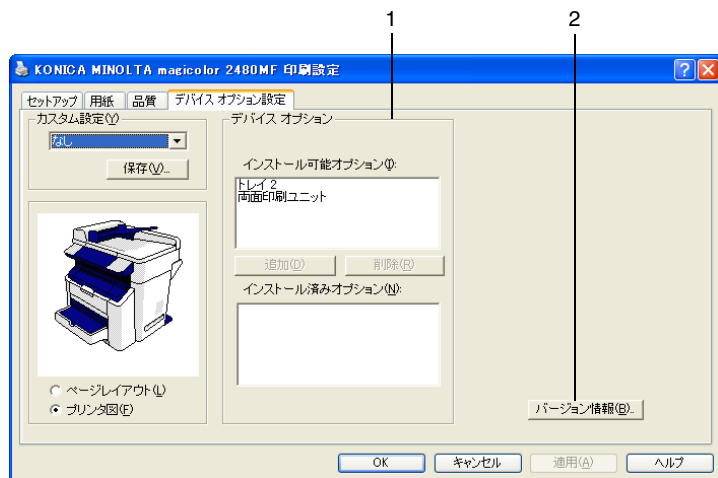 1
2
KONICA MINOLTA magicolor 2480MF 印刷設定
セットアップ
用紙
品質
デバイス オプション設定
カスタム設定(Y)
なし
保存(V)...
ページレイアウト(L)
プリンタ図(F)
デバイス オプション
インストール可能オプション(I):
トレイ 2
両面印刷ユニット
追加(D)
削除(R)
インストール済みオプション(N):
バージョン情報(B)...
OK
キャンセル
適用(A)
ヘルプ